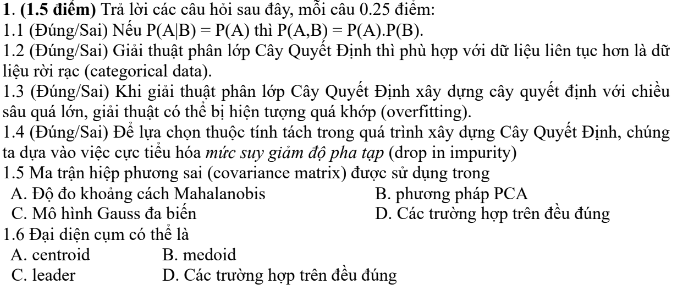 1. (1.5 điểm) Trả lời các câu hỏi sau đây, mỗi câu 0.25 điểm:
1.1 (Đúng/Sai) Nếu P(A|B) = P(A) thì P(A,B) = P(A).P(B).
1.2 (Đúng/Sai) Giải thuật phân lớp Cây Quyết Định thì phù hợp với dữ liệu liên tục hơn là dữ
liệu rời rạc (categorical data).
1.3 (Đúng/Sai) Khi giải thuật phân lớp Cây Quyết Định xây dựng cây quyết định với chiều
sâu quá lớn, giải thuật có thể bị hiện tượng quá khớp (overfitting).
1.4 (Đúng/Sai) Để lựa chọn thuộc tính tách trong quá trình xây dựng Cây Quyết Định, chúng
ta dựa vào việc cực tiểu hóa mức suy giảm độ pha tạp (drop in impurity)
1.5 Ma trận hiệp phương sai (covariance matrix) được sử dụng trong
A. Độ đo khoảng cách Mahalanobis B. phương pháp PCA
C. Mô hình Gauss đa biến D. Các trường hợp trên đều đúng
1.6 Đại diện cụm có thể là
A. centroid B. medoid
C. leader D. Các trường hợp trên đều đúng